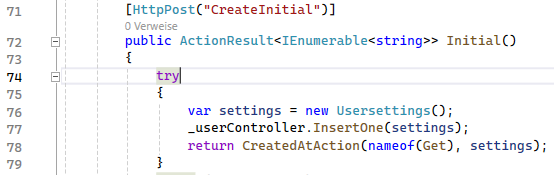 71 [HttpPost("CreateInitial")]
0 Verweise
72 public ActionResult<IEnumerable<string>> Initial()
73 {
74 try
75 {
76 var settings = new Usersettings();
77 _userController.InsertOne(settings);
78 return CreatedAtAction(nameof(Get), settings);
79 }